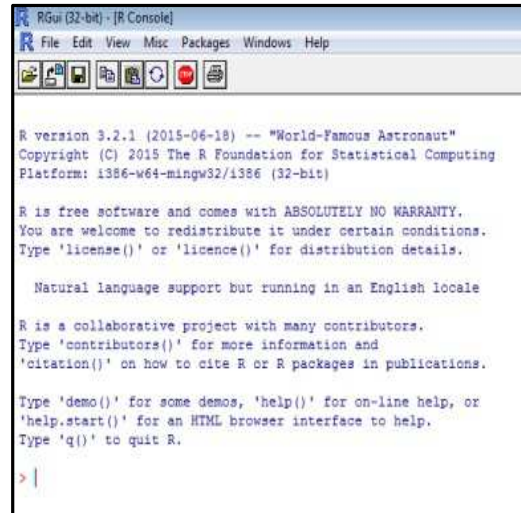 RGui (32-bit) - [R Console]
R File Edit View Misc Packages Windows Help
STOP
R version 3.2.1 (2015-06-18) -- "World-Famous Astronaut"
Copyright (C) 2015 The R Foundation for Statistical Computing
Platform: i386-w64-mingw32/i386 (32-bit)
R is free software and comes with ABSOLUTELY NO WARRANTY.
You are welcome to redistribute it under certain conditions.
Type 'license()' or 'licence()' for distribution details.
Natural language support but running in an English locale
R is a collaborative project with many contributors.
Type 'contributors()' for more information and
'citation()' on how to cite R or R packages in publications.
Type 'demo()' for some demos, 'help()' for on-line help, or
'help.start()' for an HTML browser interface to help.
Type 'q()' to quit R.
>